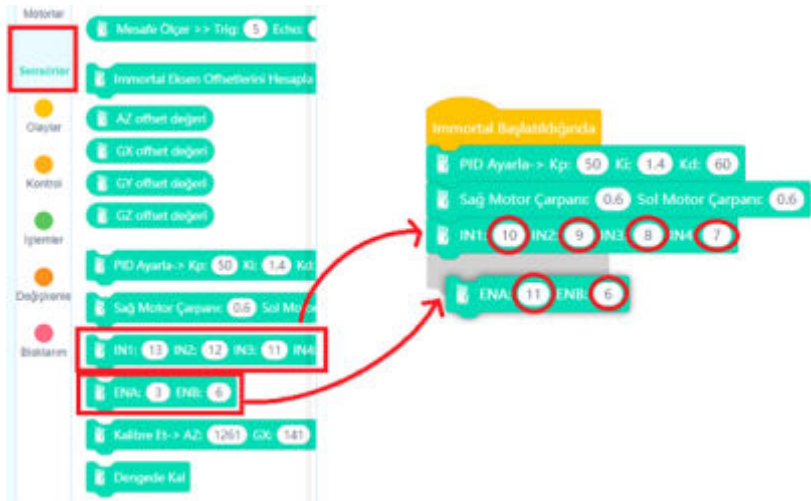 Motorlar
Sensörler
Olaylar
Kontrol
İşlemler
Değişkenle
Bloklarım
Mesafe Ölçer >> Trig: 5 Echo:
Immortal Eksen Offsetlerini Hesapla
AZ offset değeri
GX offset değeri
GY offset değeri
GZ offset değeri
PID Ayarla-> Kp: 50 Ki: 1.4 Kd:
Sağ Motor Çarpanı: 0.6 Sol Moto
IN1: 13 IN2: 12 IN3: 11 IN4:
ENA: 3 ENB: 6
Kalibre Et-> AZ: 1261 GX: 141
Dengede Kal
Immortal Başlatıldığında
PID Ayarla-> Kp: 50 Ki: 1.4 Kd: 60
Sağ Motor Çarpanı: 0.6 Sol Motor Çarpanı: 0.6
IN1: 10 IN2: 9 IN3: 8 IN4: 7
ENA: 11 ENB: 6